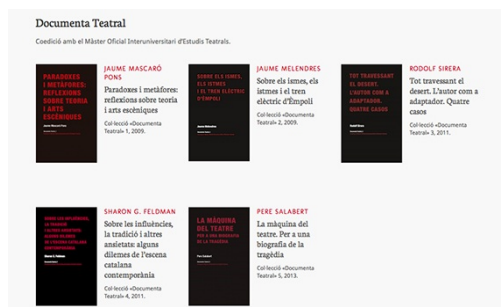 Documenta Teatral
Coedició amb el Màster Oficial Interuniversitari d'Estudis Teatrals.
PARADOXES
I METÀFORES:
REFLEXIONS
SOBRE TEORIA
I ARTS
ESCÈNIQUES
JAUME MASCARÓ
PONS
Paradoxes i metàfores:
reflexions sobre teoria
i arts escèniques
Col·lecció «Documenta
Teatral» 1, 2009.
SOBRE ELS ISMES,
ELS ISTMES
I EL TREN ELÈCTRIC
D'ÈMPOLI
JAUME MELENDRES
Sobre els ismes, els
istmes i el tren
elèctric d'Èmpoli
Col·lecció «Documenta
Teatral» 2, 2009.
TOT TRAVESSANT
EL DESERT.
L'AUTOR COM A
ADAPTADOR.
QUATRE CASOS
RODOLF SIRERA
Tot travessant el
desert. L'autor com a
adaptador. Quatre
casos
Col·lecció «Documenta
Teatral» 3, 2011.
SOBRE LES INFLUÈNCIES,
LA TRADICIÓ
I ALTRES ANSIETATS:
ALGUNS DILEMES
DE L'ESCENA CATALANA
CONTEMPORÀNIA
Sharon G. Feldman
SHARON G. FELDMAN
Sobre les influències,
la tradició i altres
ansietats: alguns
dilemes de l'escena
catalana
contemporània
Col·lecció «Documenta
Teatral» 4, 2011.
LA MÀQUINA
DEL TEATRE
PER A UNA BIOGRAFIA
DE LA TRAGÈDIA
PERE SALABERT
La màquina del
teatre. Per a una
biografia de la
tragèdia
Col·lecció «Documenta
Teatral» 5, 2013.